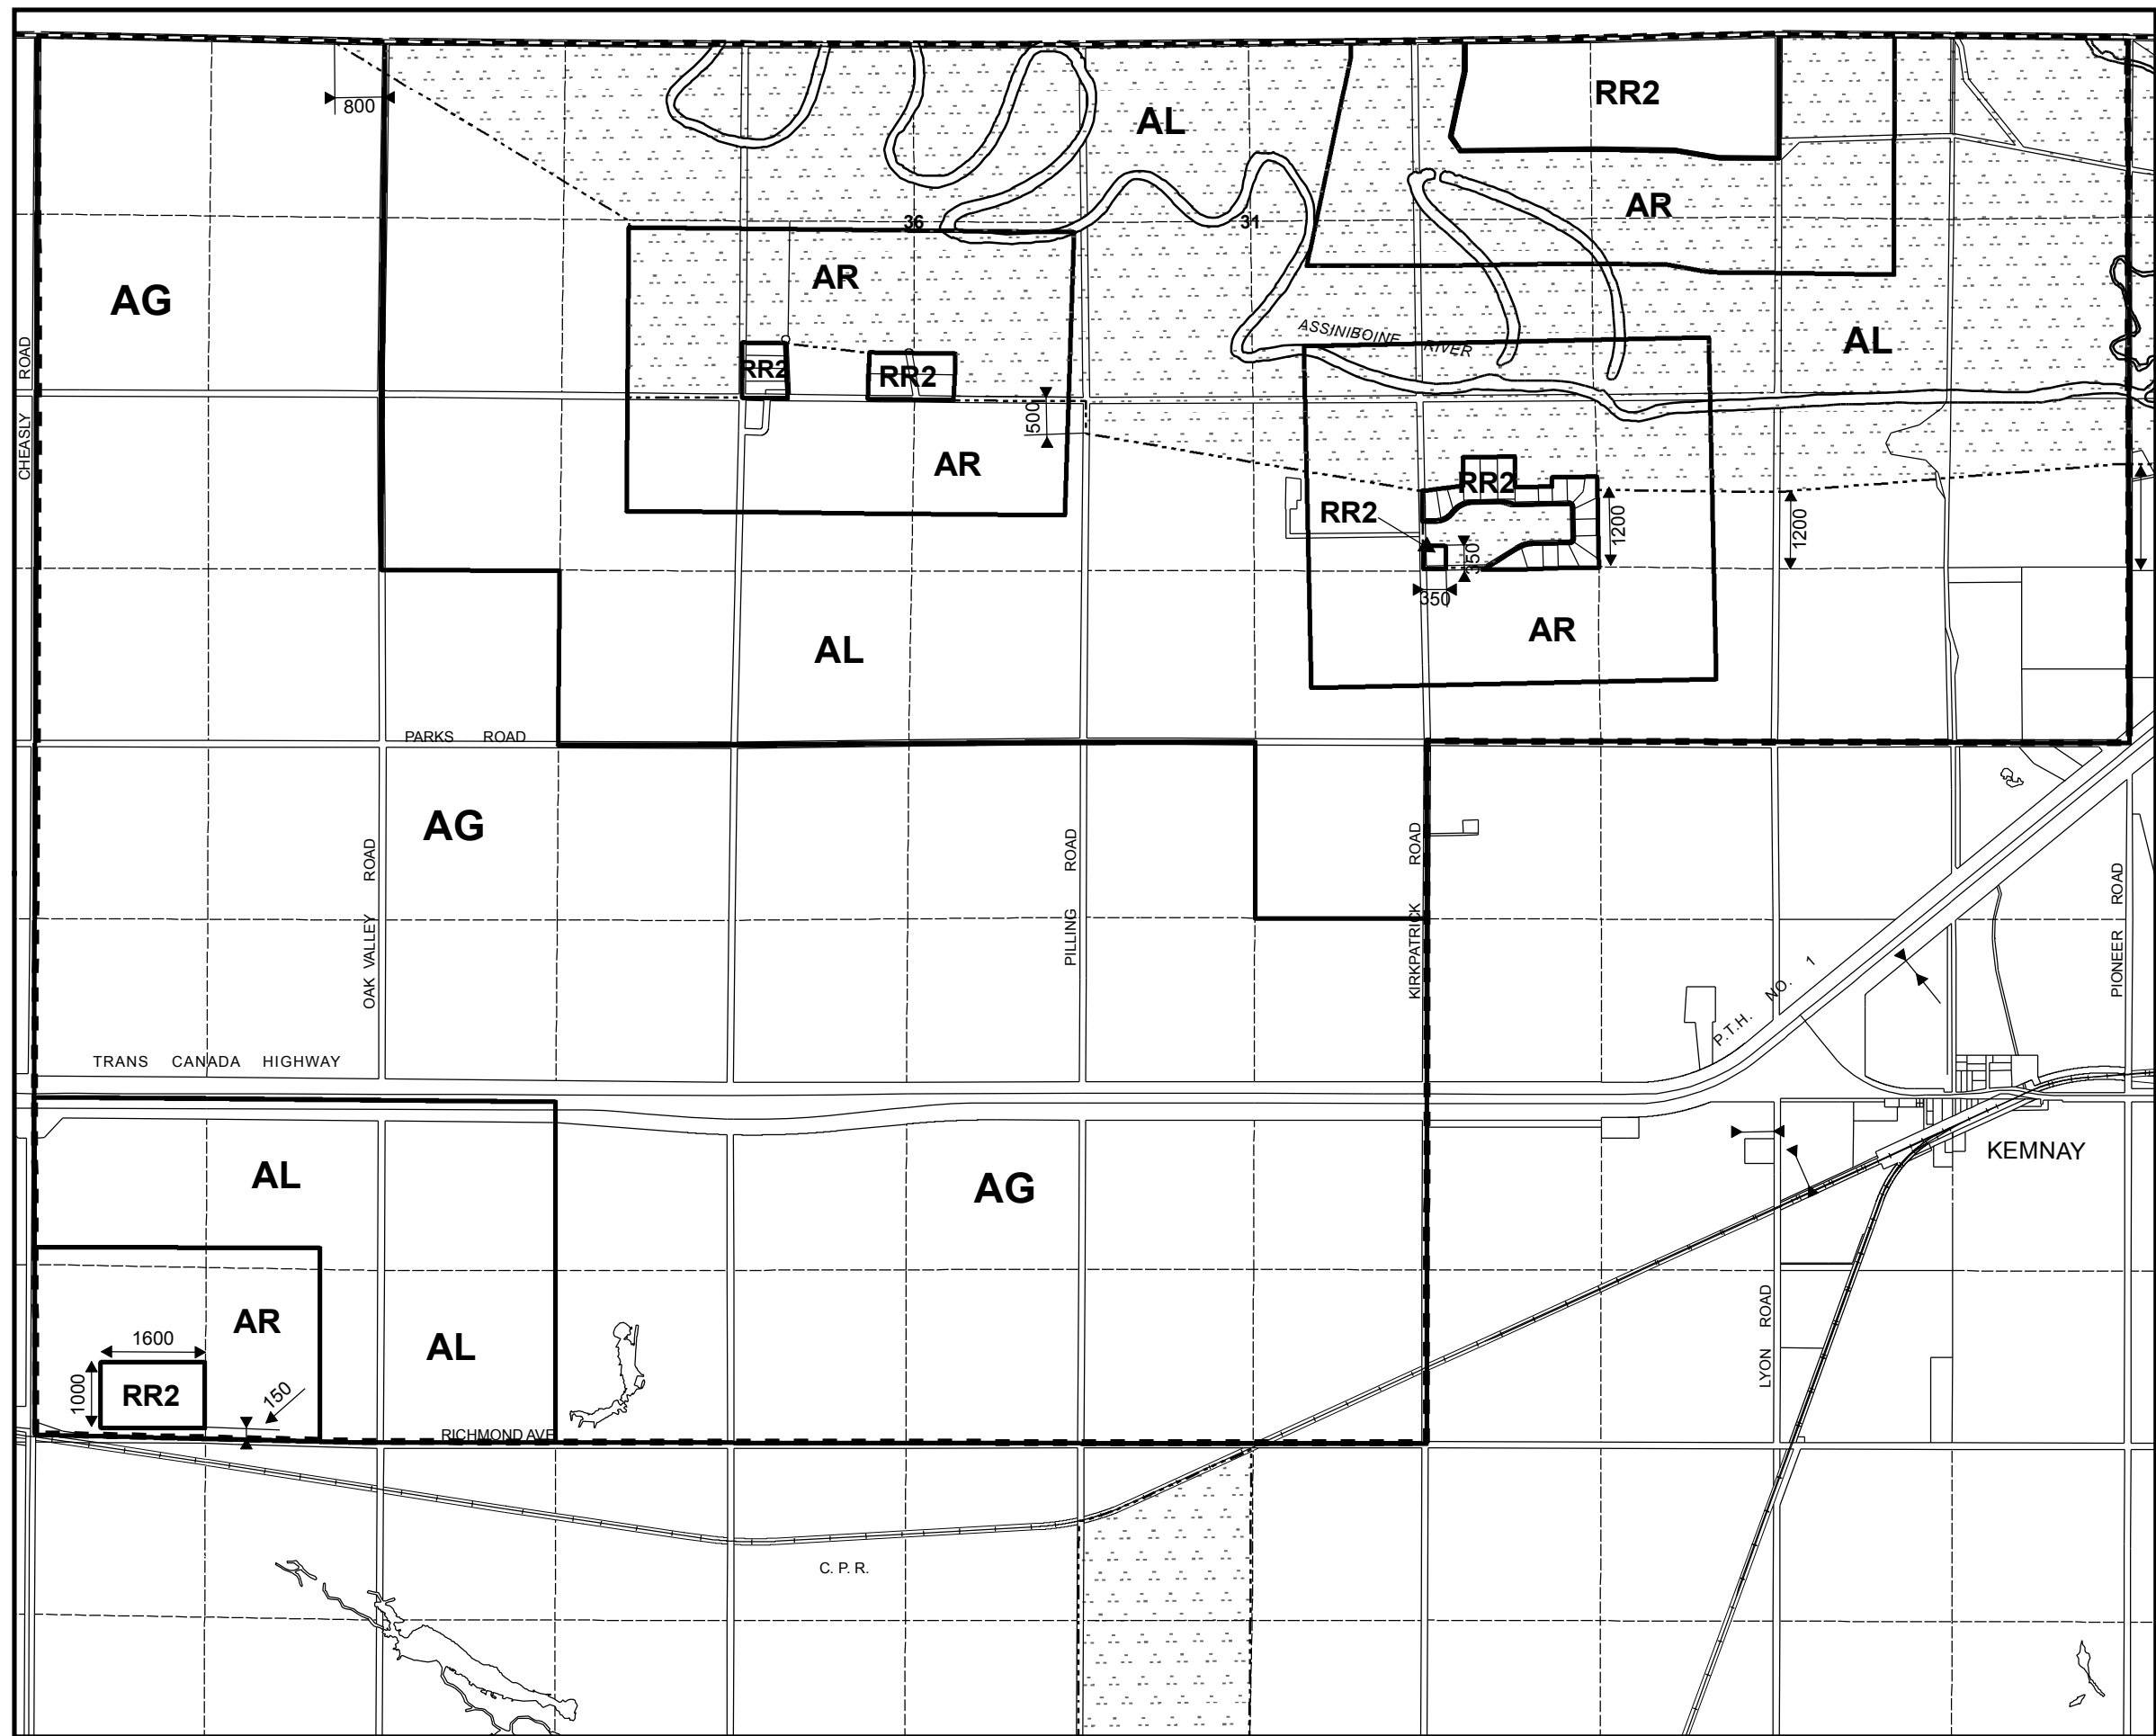 RR2
800
AL
AR
36
31
AR
AG
ASSINIBOINE RIVER
AL
CHEASLY ROAD
RR2
RR2
500
AR
RR2
RR2
1200
1200
350
350
AR
AL
PARKS ROAD
AG
OAK VALLEY ROAD
PILLING ROAD
KIRKPATRICK ROAD
PIONEER ROAD
P.T.H. NO. 1
TRANS CANADA HIGHWAY
KEMNAY
AL
AG
AR
1600
AL
LYON ROAD
1000
RR2
150
RICHMOND AVE
C. P. R.